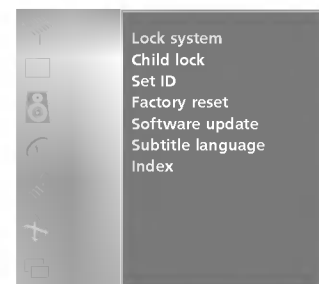 Lock system
Child lock
Set ID
Factory reset
Software update
Subtitle language
Index